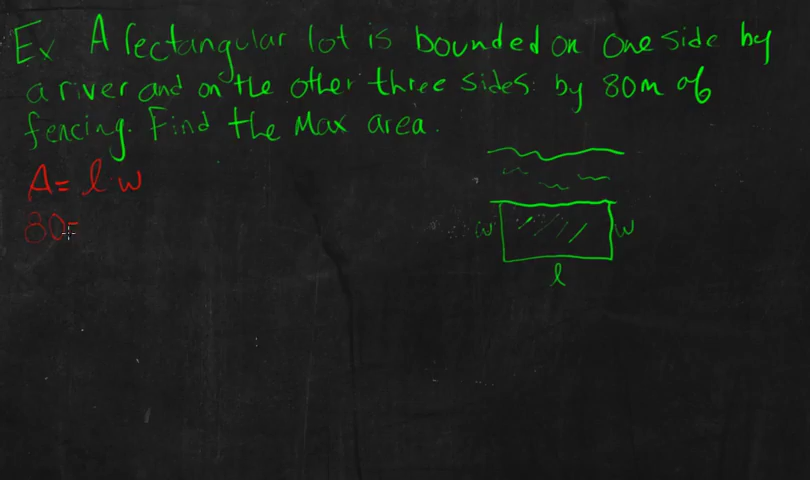 Ex A rectangular lot is bounded on one side by
a river and on the other three sides by 80m of
fencing. Find the Max area.
A = l·w
80=
w
w
l